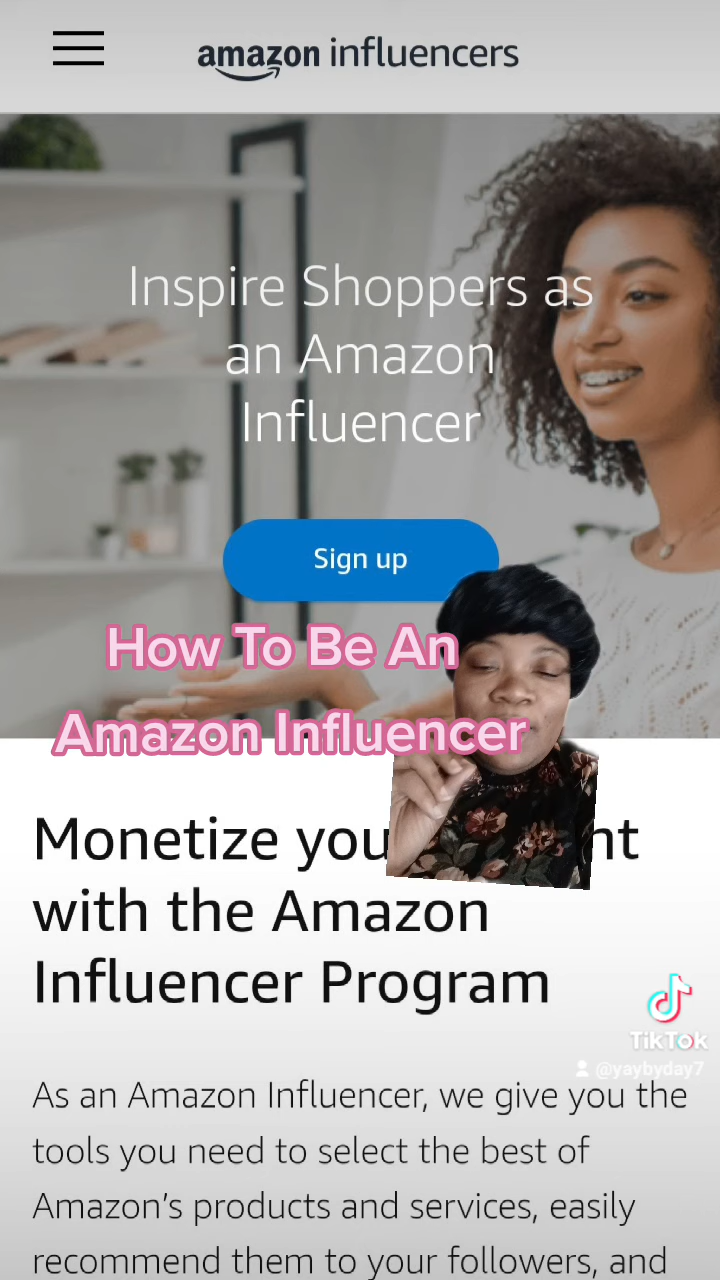 amazon influencers
Inspire Shoppers as
an Amazon
Influencer
Sign up
How To Be An
Amazon Influencer
Monetize you nt
with the Amazon
Influencer Program
TikTok
@yaybyday7
As an Amazon Influencer, we give you the
tools you need to select the best of
Amazon’s products and services, easily
recommend them to your followers, and